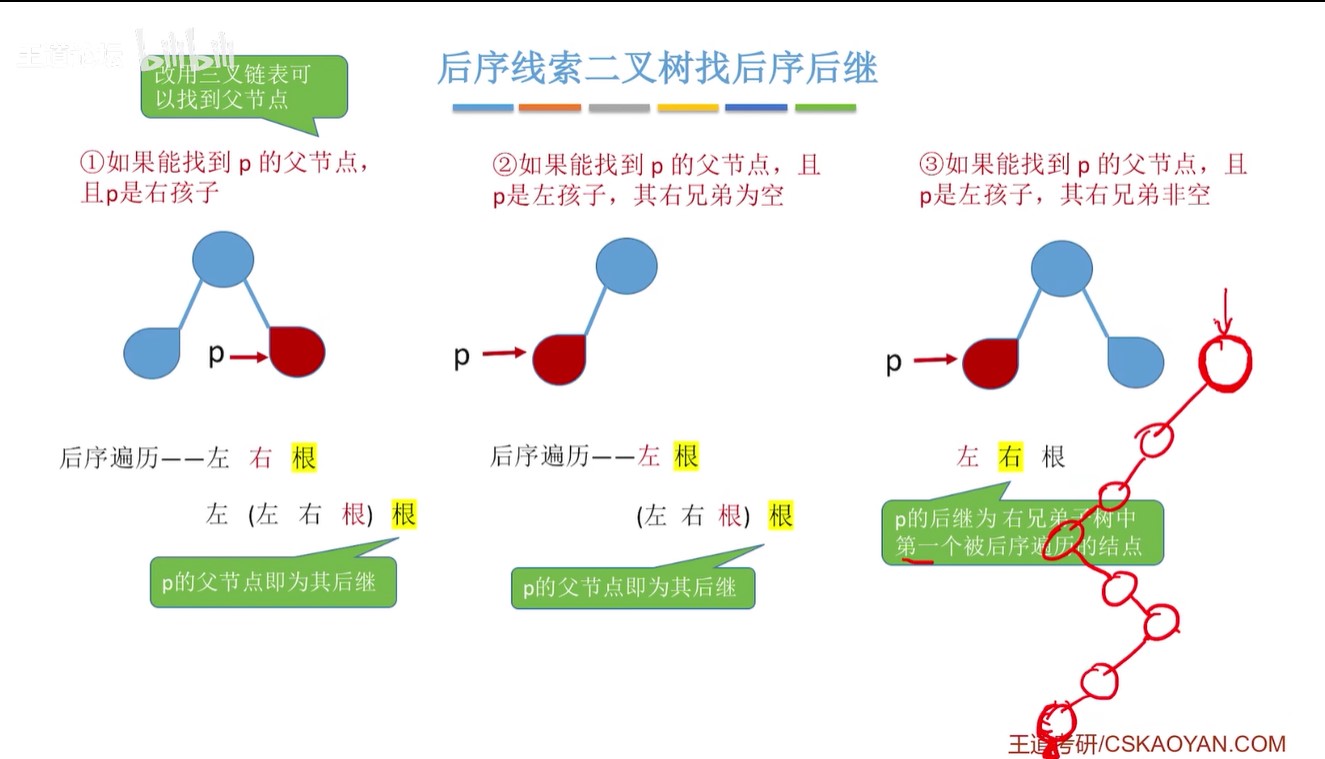 王道论坛 bilibili
后序线索二叉树找后序后继
改用三叉链表可
以找到父节点
①如果能找到 p 的父节点，
且p是右孩子
p
后序遍历——左 右 根
左 (左 右 根) 根
p的父节点即为其后继
②如果能找到 p 的父节点，且
p是左孩子，其右兄弟为空
p
后序遍历——左 根
(左 右 根) 根
p的父节点即为其后继
③如果能找到 p 的父节点，且
p是左孩子，其右兄弟非空
p
左 右 根
p的后继为 右兄弟子树中
第一个被后序遍历的结点
王道考研/CSKAOYAN.COM